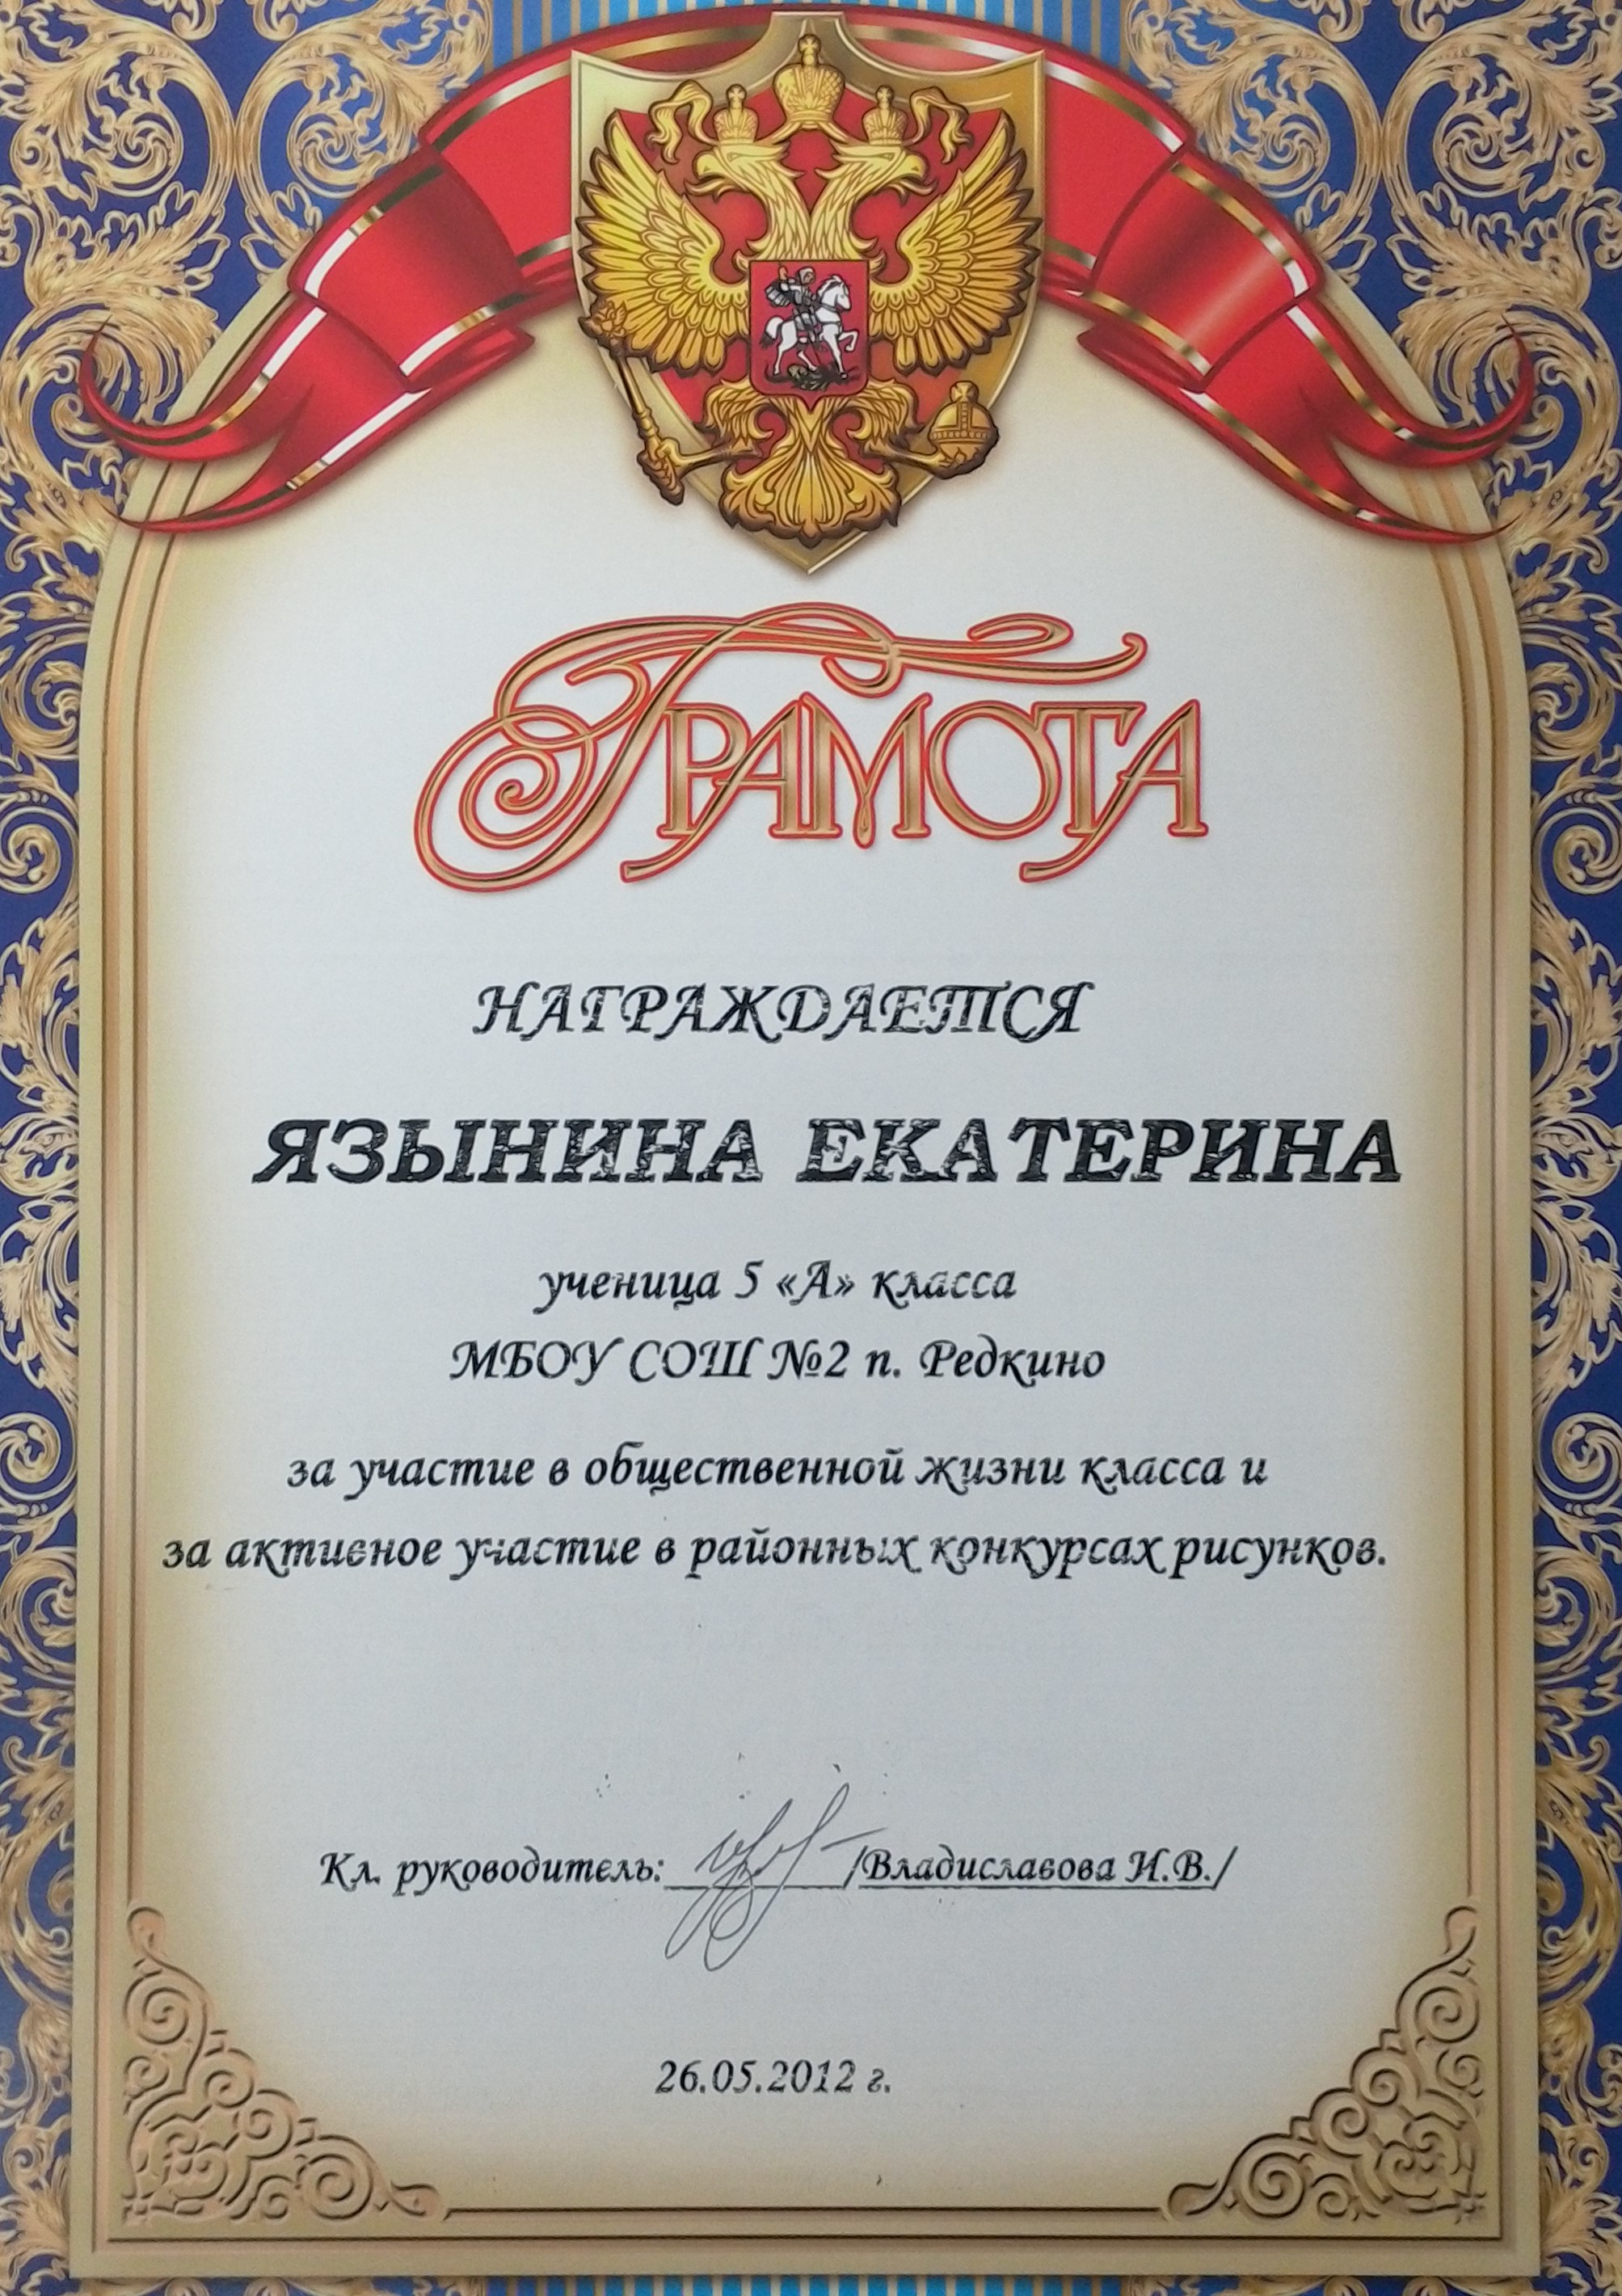 Грамота
НАГРАЖДАЕТСЯ
ЯЗЫНИНА ЕКАТЕРИНА
ученица 5 «А» класса
МБОУ СОШ №2 п. Редкино
за участие в общественной жизни класса и
за активное участие в районных конкурсах рисунков.
Кл. руководитель: /Владиславова И.В./
26.05.2012 г.